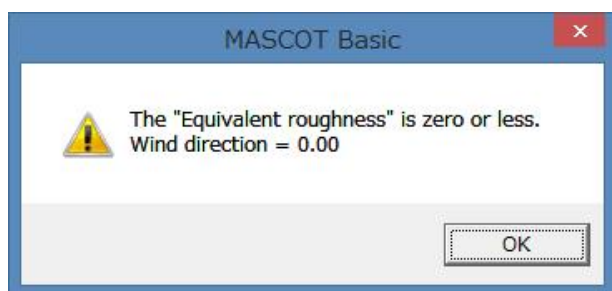 MASCOT Basic
The "Equivalent roughness" is zero or less.
Wind direction = 0.00
OK